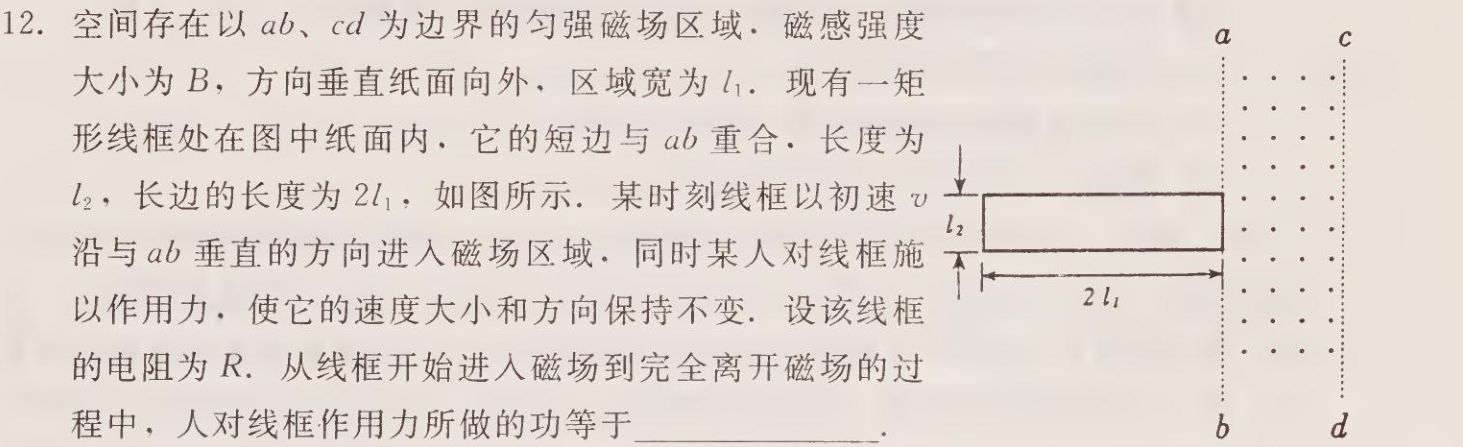 12. 空间存在以 ab、cd 为边界的匀强磁场区域. 磁感强度
大小为 B, 方向垂直纸面向外, 区域宽为 l₁. 现有一矩
形线框处在图中纸面内, 它的短边与 ab 重合, 长度为
l₂, 长边的长度为 2l₁, 如图所示. 某时刻线框以初速 v
沿与 ab 垂直的方向进入磁场区域. 同时某人对线框施
以作用力, 使它的速度大小和方向保持不变. 设该线框
的电阻为 R. 从线框开始进入磁场到完全离开磁场的过
程中, 人对线框作用力所做的功等于____________.
a
c
l₂
2 l₁
b
d